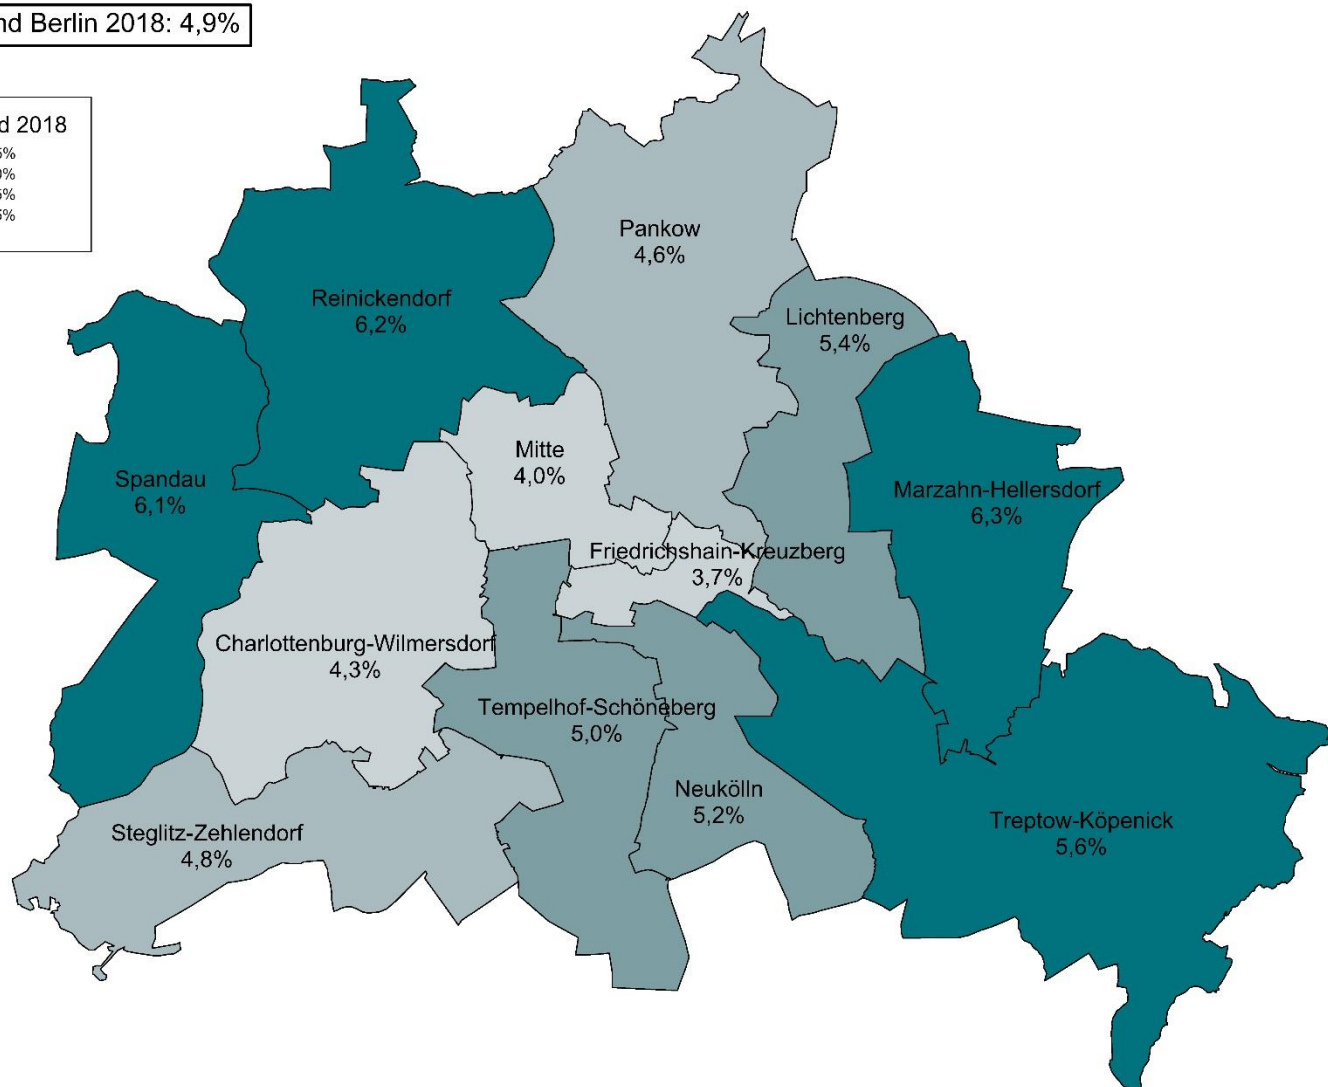 Berlin 2018: 4,9%
2018
Pankow
4,6%
Reinickendorf
6,2%
Lichtenberg
5,4%
Mitte
4,0%
Spandau
6,1%
Marzahn-Hellersdorf
6,3%
Friedrichshain-Kreuzberg
3,7%
Charlottenburg-Wilmersdorf
4,3%
Tempelhof-Schöneberg
5,0%
Neukölln
5,2%
Treptow-Köpenick
5,6%
Steglitz-Zehlendorf
4,8%